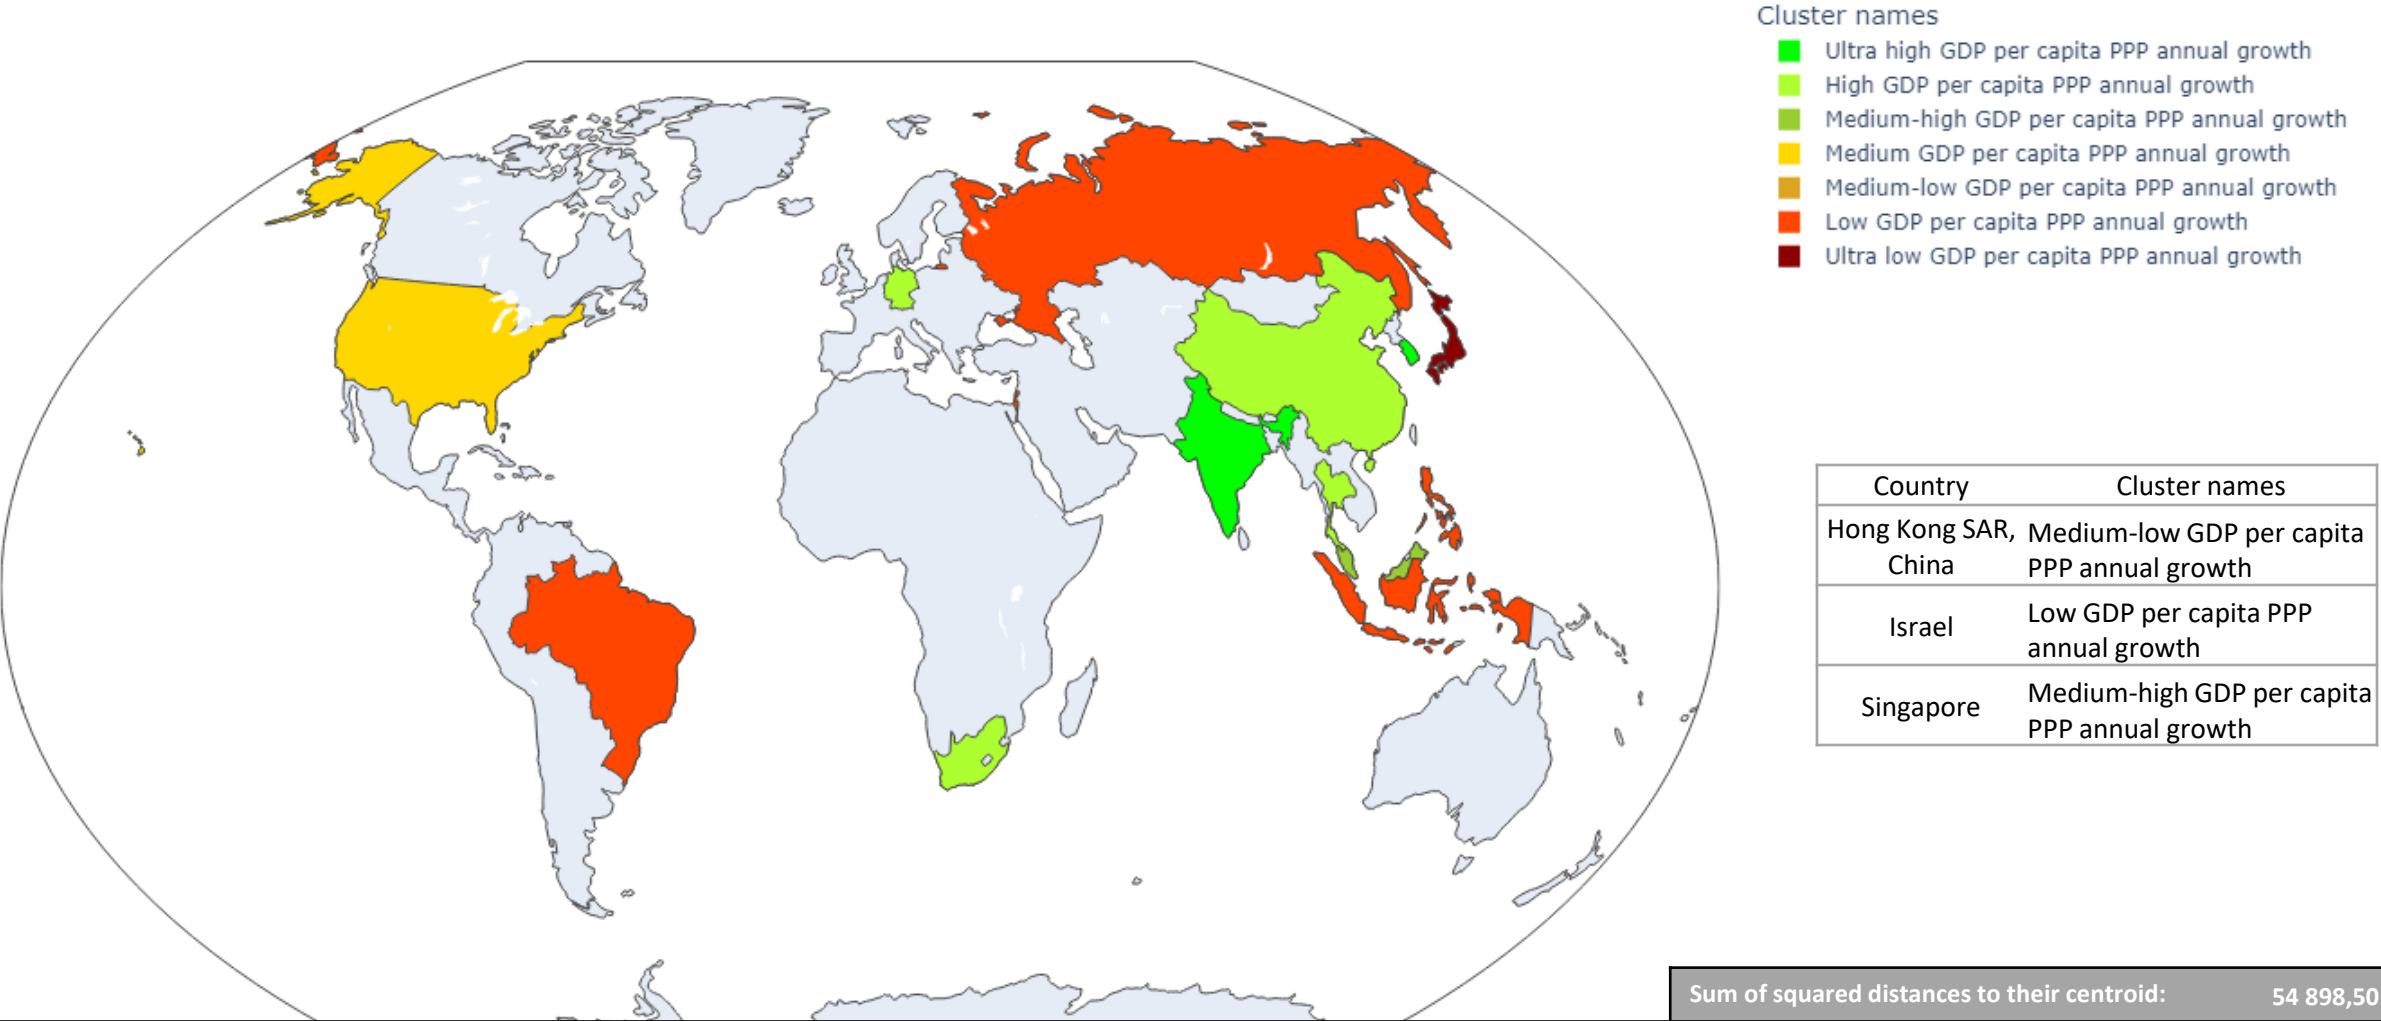 Cluster names
Ultra high GDP per capita PPP annual growth
High GDP per capita PPP annual growth
Medium-high GDP per capita PPP annual growth
Medium GDP per capita PPP annual growth
Medium-low GDP per capita PPP annual growth
Low GDP per capita PPP annual growth
Ultra low GDP per capita PPP annual growth
Country Cluster names
Hong Kong SAR, Medium-low GDP per capita
China PPP annual growth
Israel
Low GDP per capita PPP
annual growth
Singapore
Medium-high GDP per capita
PPP annual growth
Sum of squared distances to their centroid: 54 898,50